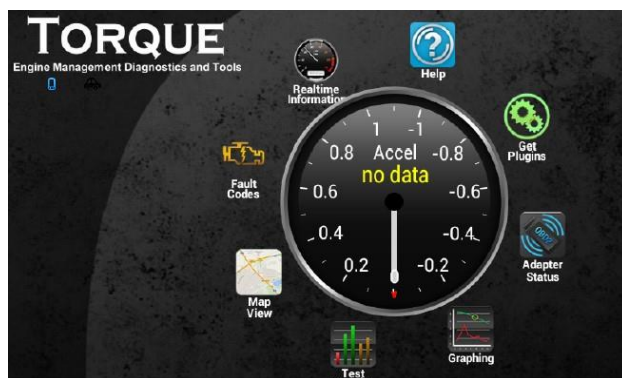 TORQUE
Engine Management Diagnostics and Tools
Help
Realtime
Information
Get
Plugins
1 -1
0.8 Accel -0.8
no data
Fault
Codes
0.6 -0.6
0.4 -0.4
Adapter
Status
0.2 0 -0.2
Map
View
Graphing
Test